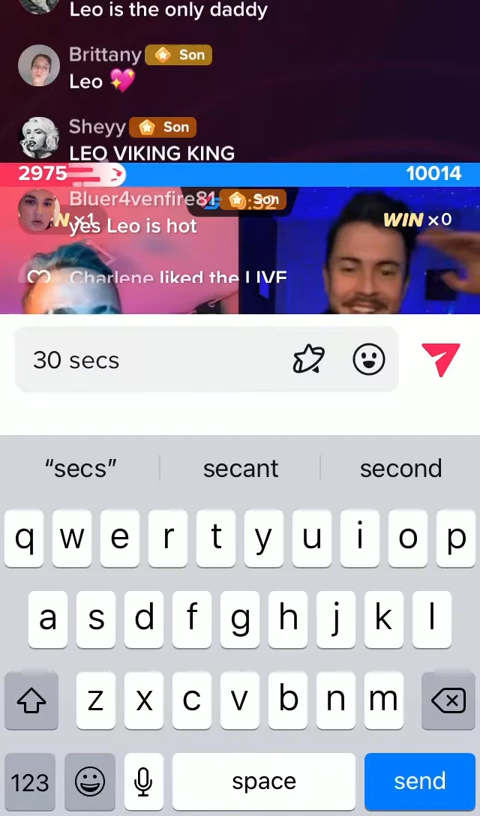 Leo is the only daddy
Brittany Son
Leo 💖
Sheyy Son
LEO VIKING KING
2975 10014
Bluer4venfire81 Son
yes Leo is hot
WIN ×0
Charlene liked the LIVE
30 secs
“secs” secant second
q w e r t y u i o p
a s d f g h j k l
z x c v b n m
123 space send